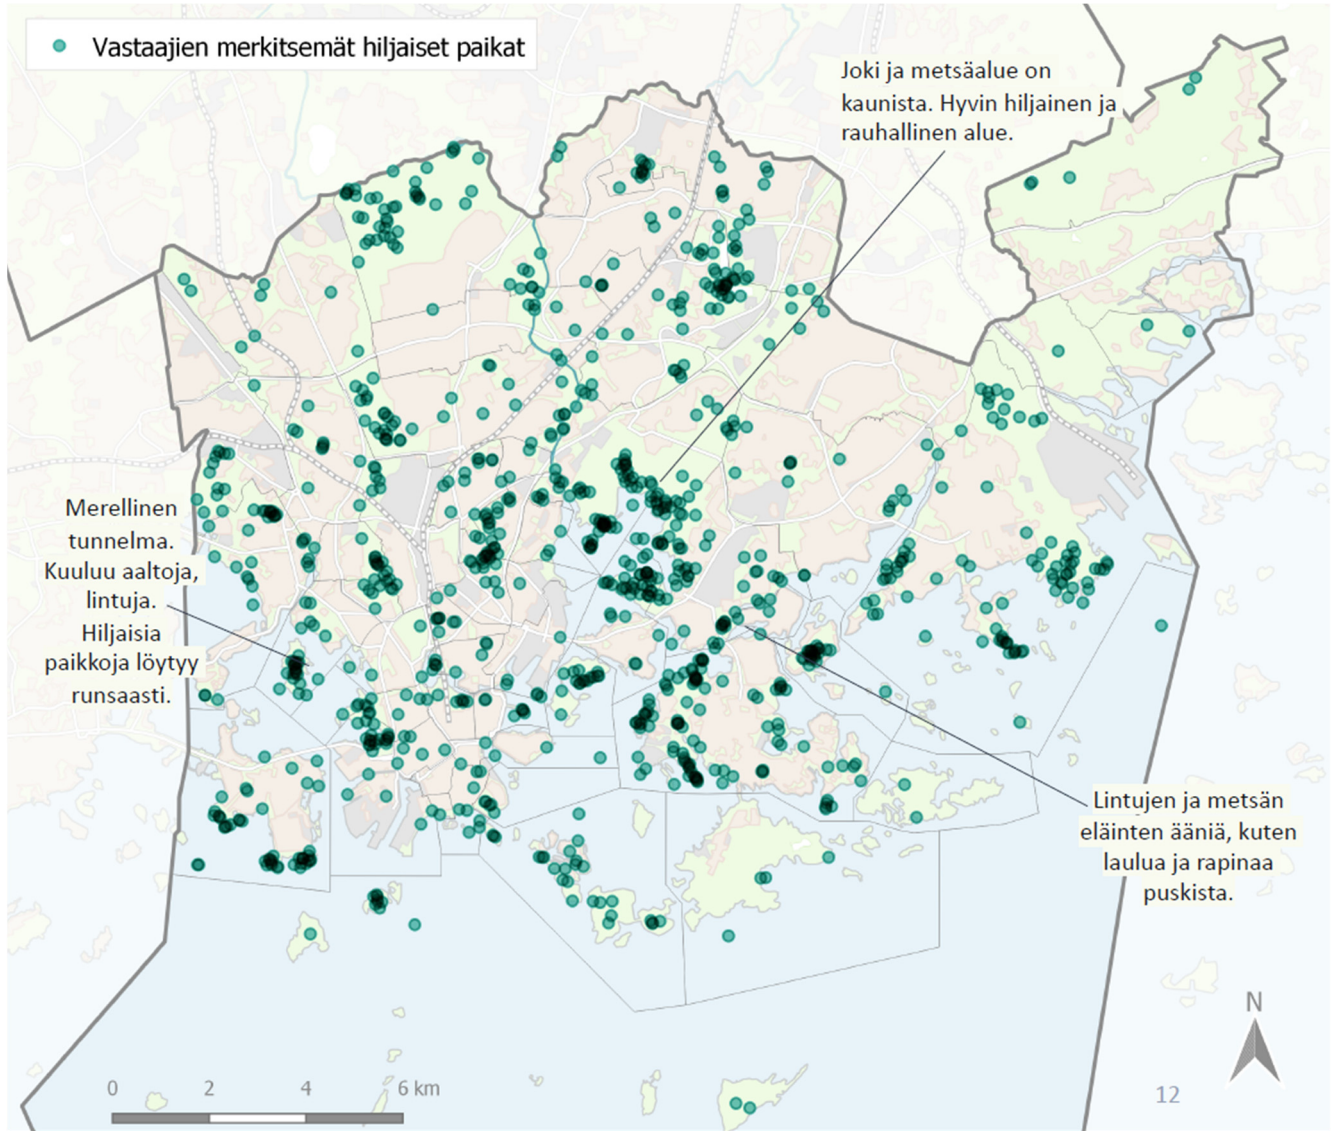 Vastaajien merkitsemät hiljaiset paikat
Joki ja metsäalue on
kaunista. Hyvin hiljainen ja
rauhallinen alue.
Merellinen
tunnelma.
Kuuluu aaltoja,
lintuja.
Hiljaisia
paikkoja löytyy
runsaasti.
Lintujen ja metsän
eläinten ääniä, kuten
laulua ja rapinaa
puskista.
N
0 2 4 6 km
12